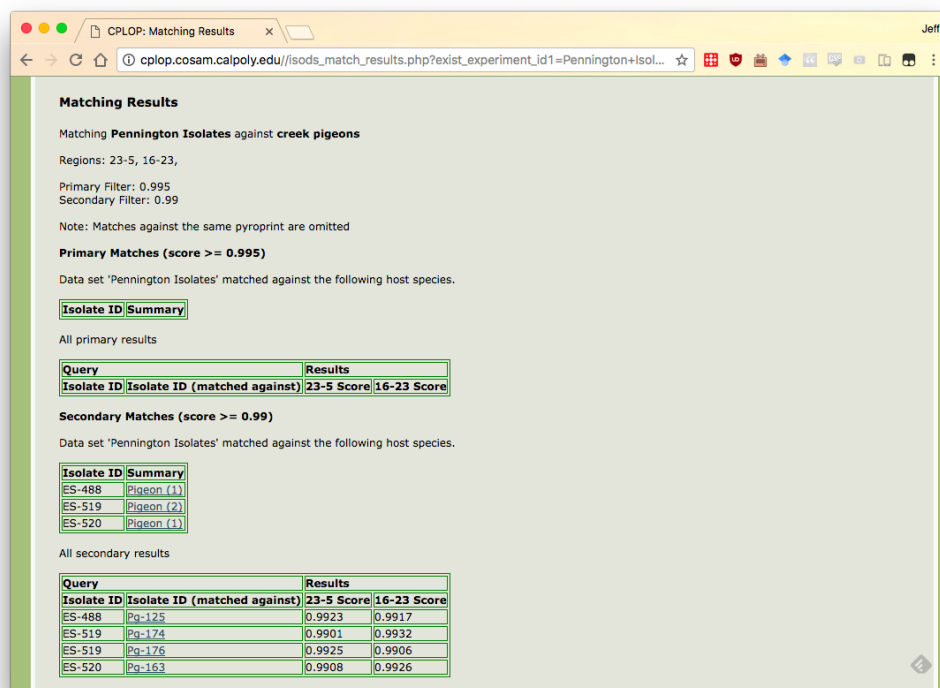 CPLOP: Matching Results
Jeff
cplop.cosam.calpoly.edu//isods_match_results.php?exist_experiment_id1=Pennington+Isol...
Matching Results
Matching Pennington Isolates against creek pigeons
Regions: 23-5, 16-23,
Primary Filter: 0.995
Secondary Filter: 0.99
Note: Matches against the same pyroprint are omitted
Primary Matches (score >= 0.995)
Data set 'Pennington Isolates' matched against the following host species.
Isolate ID Summary
All primary results
Query Results
Isolate ID Isolate ID (matched against) 23-5 Score 16-23 Score
Secondary Matches (score >= 0.99)
Data set 'Pennington Isolates' matched against the following host species.
Isolate ID Summary
ES-488 Pigeon (1)
ES-519 Pigeon (2)
ES-520 Pigeon (1)
All secondary results
Query Results
Isolate ID Isolate ID (matched against) 23-5 Score 16-23 Score
ES-488 Pg-125 0.9923 0.9917
ES-519 Pg-174 0.9901 0.9932
ES-519 Pg-176 0.9925 0.9906
ES-520 Pg-163 0.9908 0.9926